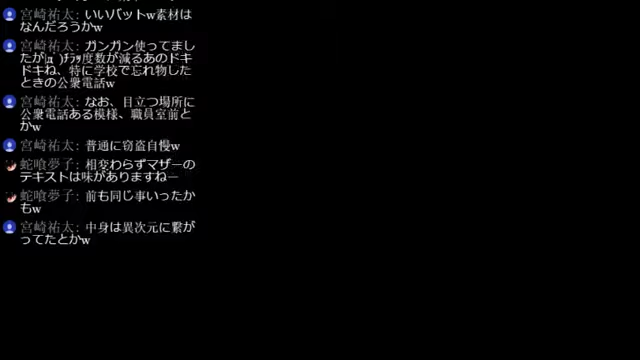 宮崎祐太: いいバットw素材は
なんだろうかw
宮崎祐太: ガンガン使ってまし
たが|д`)ﾁﾗｯ度数が減るあのドキ
ドキね、特に学校で忘れ物した
ときの公衆電話w
宮崎祐太: なお、目立つ場所に
公衆電話ある模様、職員室前と
かw
宮崎祐太: 普通に窃盗自慢w
蛇喰夢子: 相変わらずマザーの
テキストは味がありますねー
蛇喰夢子: 前も同じ事いったか
もw
宮崎祐太: 中身は異次元に繋が
ってたとかw